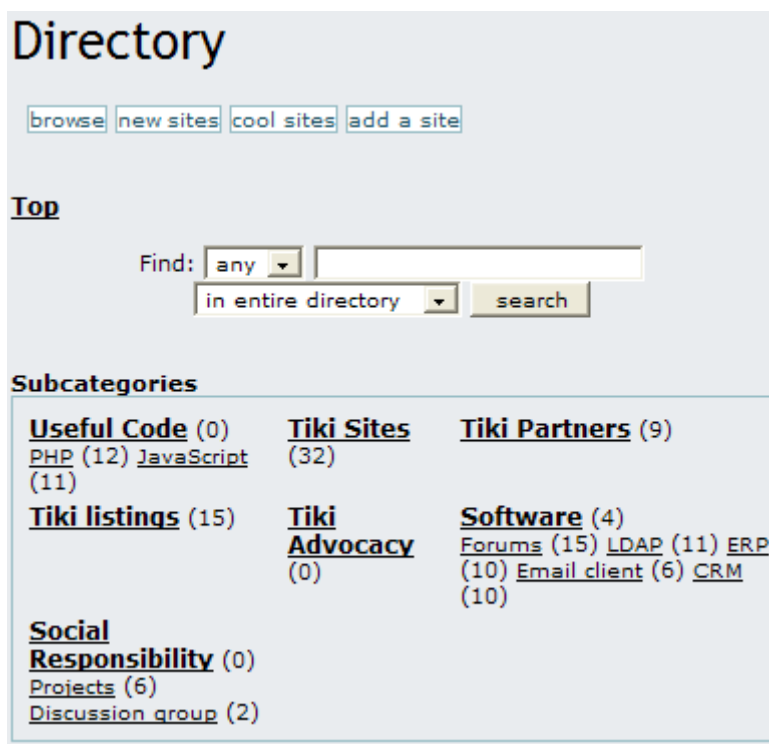 Directory
browse new sites cool sites add a site
Top
Find: any
in entire directory search
Subcategories
Useful Code (0)
PHP (12) JavaScript
(11)
Tiki Sites
(32)
Tiki Partners (9)
Tiki listings (15)
Tiki
Advocacy
(0)
Software (4)
Forums (15) LDAP (11) ERP
(10) Email client (6) CRM
(10)
Social
Responsibility (0)
Projects (6)
Discussion group (2)